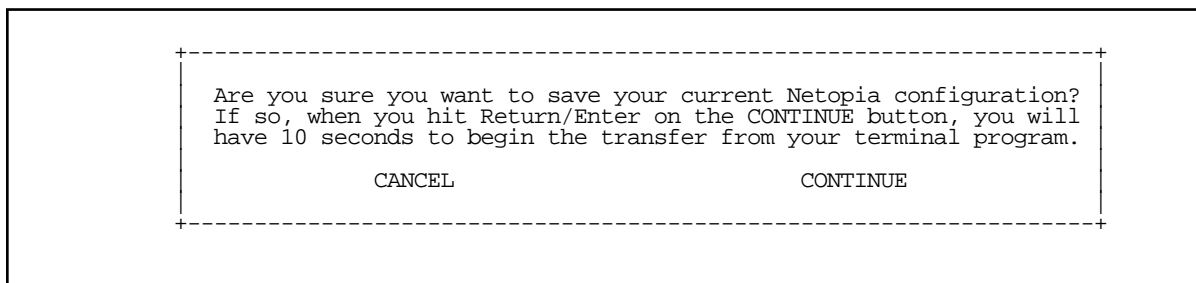 Are you sure you want to save your current Netopia configuration?
If so, when you hit Return/Enter on the CONTINUE button, you will
have 10 seconds to begin the transfer from your terminal program.
CANCEL CONTINUE